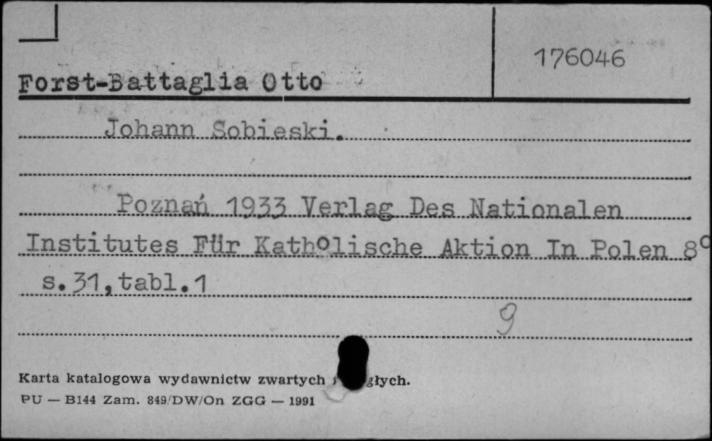 176046
Forst-Battaglia Otto
Johann Sobieski.
Poznań 1933 Verlag Des Nationalen
Institutes Für Katholische Aktion In Polen 8°
s.31,tabl.1
9
Karta katalogowa wydawnictw zwartych głych.
PU — B144 Zam. 849/DW/On ZGG — 1991